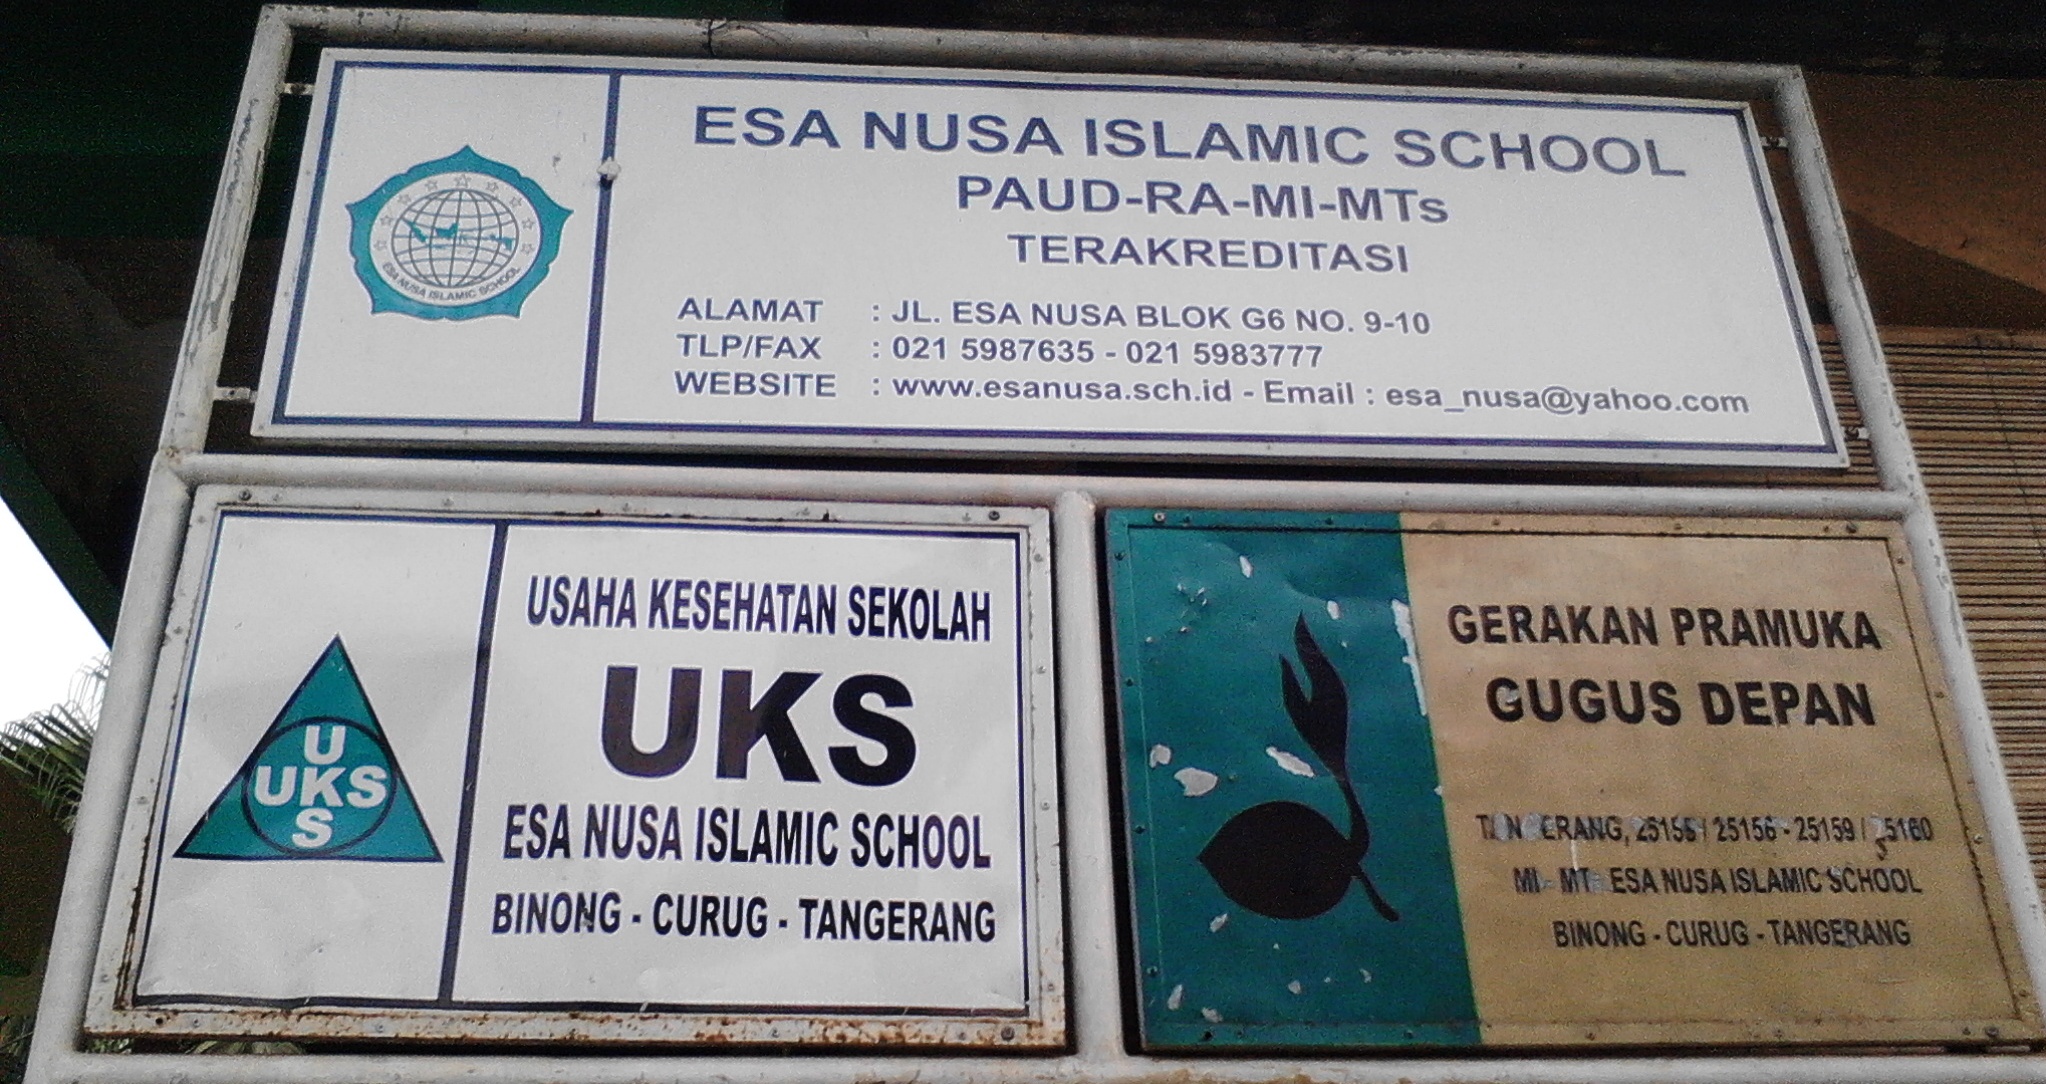 ESA NUSA ISLAMIC SCHOOL
PAUD-RA-MI-MTs
TERAKREDITASI
ALAMAT : JL. ESA NUSA BLOK G6 NO. 9-10
TLP/FAX : 021 5987635 - 021 5983777
WEBSITE : www.esanusa.sch.id - Email : esa_nusa@yahoo.com
ESA NUSA ISLAMIC SCHOOL
USAHA KESEHATAN SEKOLAH
UKS
ESA NUSA ISLAMIC SCHOOL
BINONG - CURUG - TANGERANG
U
UKS
S
GERAKAN PRAMUKA
GUGUS DEPAN
25156 - 25159 /
MI - MT ESA NUSA ISLAMIC SCHOOL
BINONG - CURUG - TANGERANG